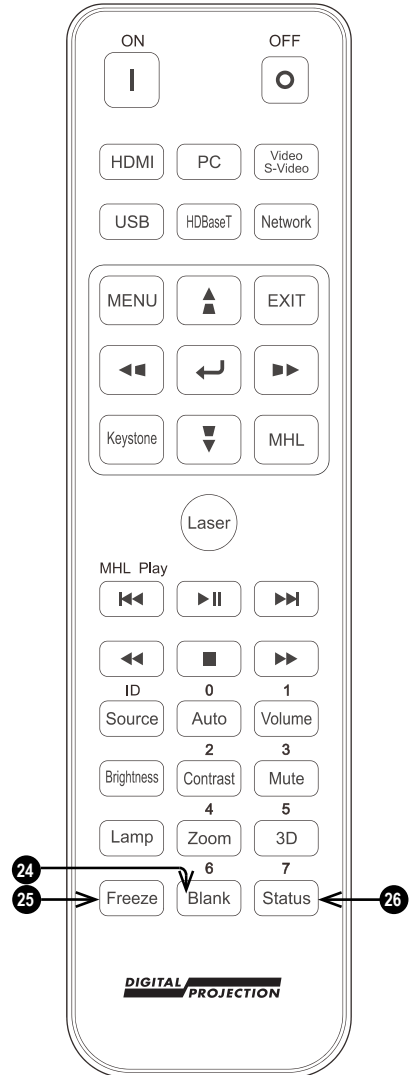 ON OFF
I O
HDMI PC Video S-Video
USB HDBaseT Network
MENU EXIT
Keystone MHL
Laser
MHL Play
ID 0 1
Source Auto Volume
2 3
Brightness Contrast Mute
4 5
Lamp Zoom 3D
24 6 7
25 Freeze Blank Status 26
DIGITAL
PROJECTION